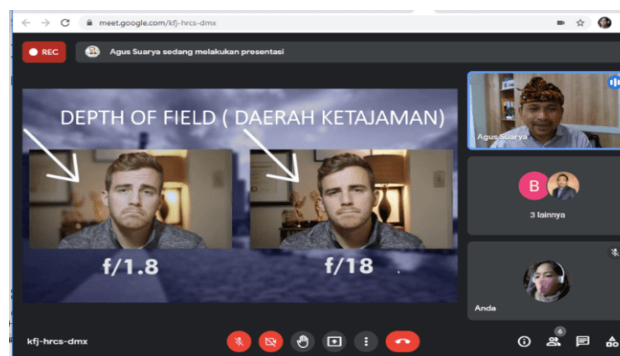 meet.google.com/kfj-hrcs-dmx
REC
Agus Suarya sedang melakukan presentasi
DEPTH OF FIELD ( DAERAH KETAJAMAN)
f/1.8
f/18
Agus Suarya
B
3 lainnya
Anda
kfj-hrcs-dmx
6